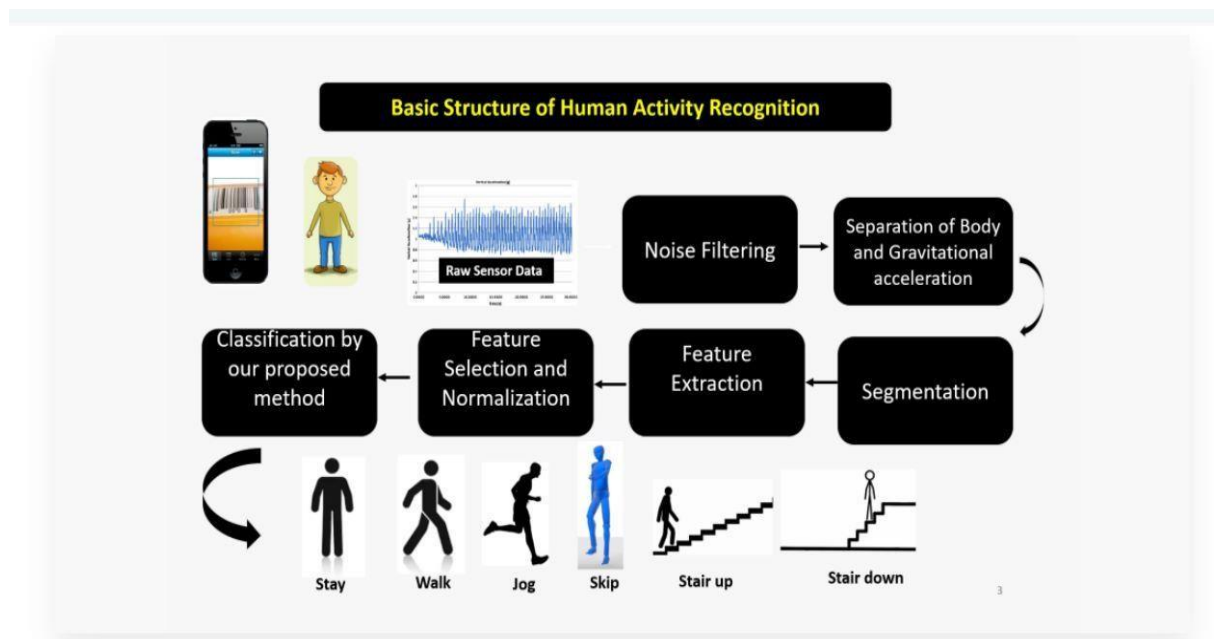 Basic Structure of Human Activity Recognition
Raw Sensor Data
Noise Filtering
Separation of Body
and Gravitational
acceleration
Segmentation
Feature
Extraction
Feature
Selection and
Normalization
Classification by
our proposed
method
Stay
Walk
Jog
Skip
Stair up
Stair down
3